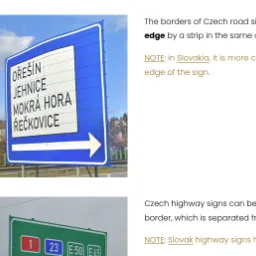 The borders of Czech road si
edge by a strip in the same c
NOTE: In Slovakia, it is more c
edge of the sign.
OŘEŠÍN
JEHNICE
MOKRÁ HORA
ŘEČKOVICE
Czech highway signs can be
border, which is separated fr
NOTE: Slovak highway signs h
1 23 E50 E65